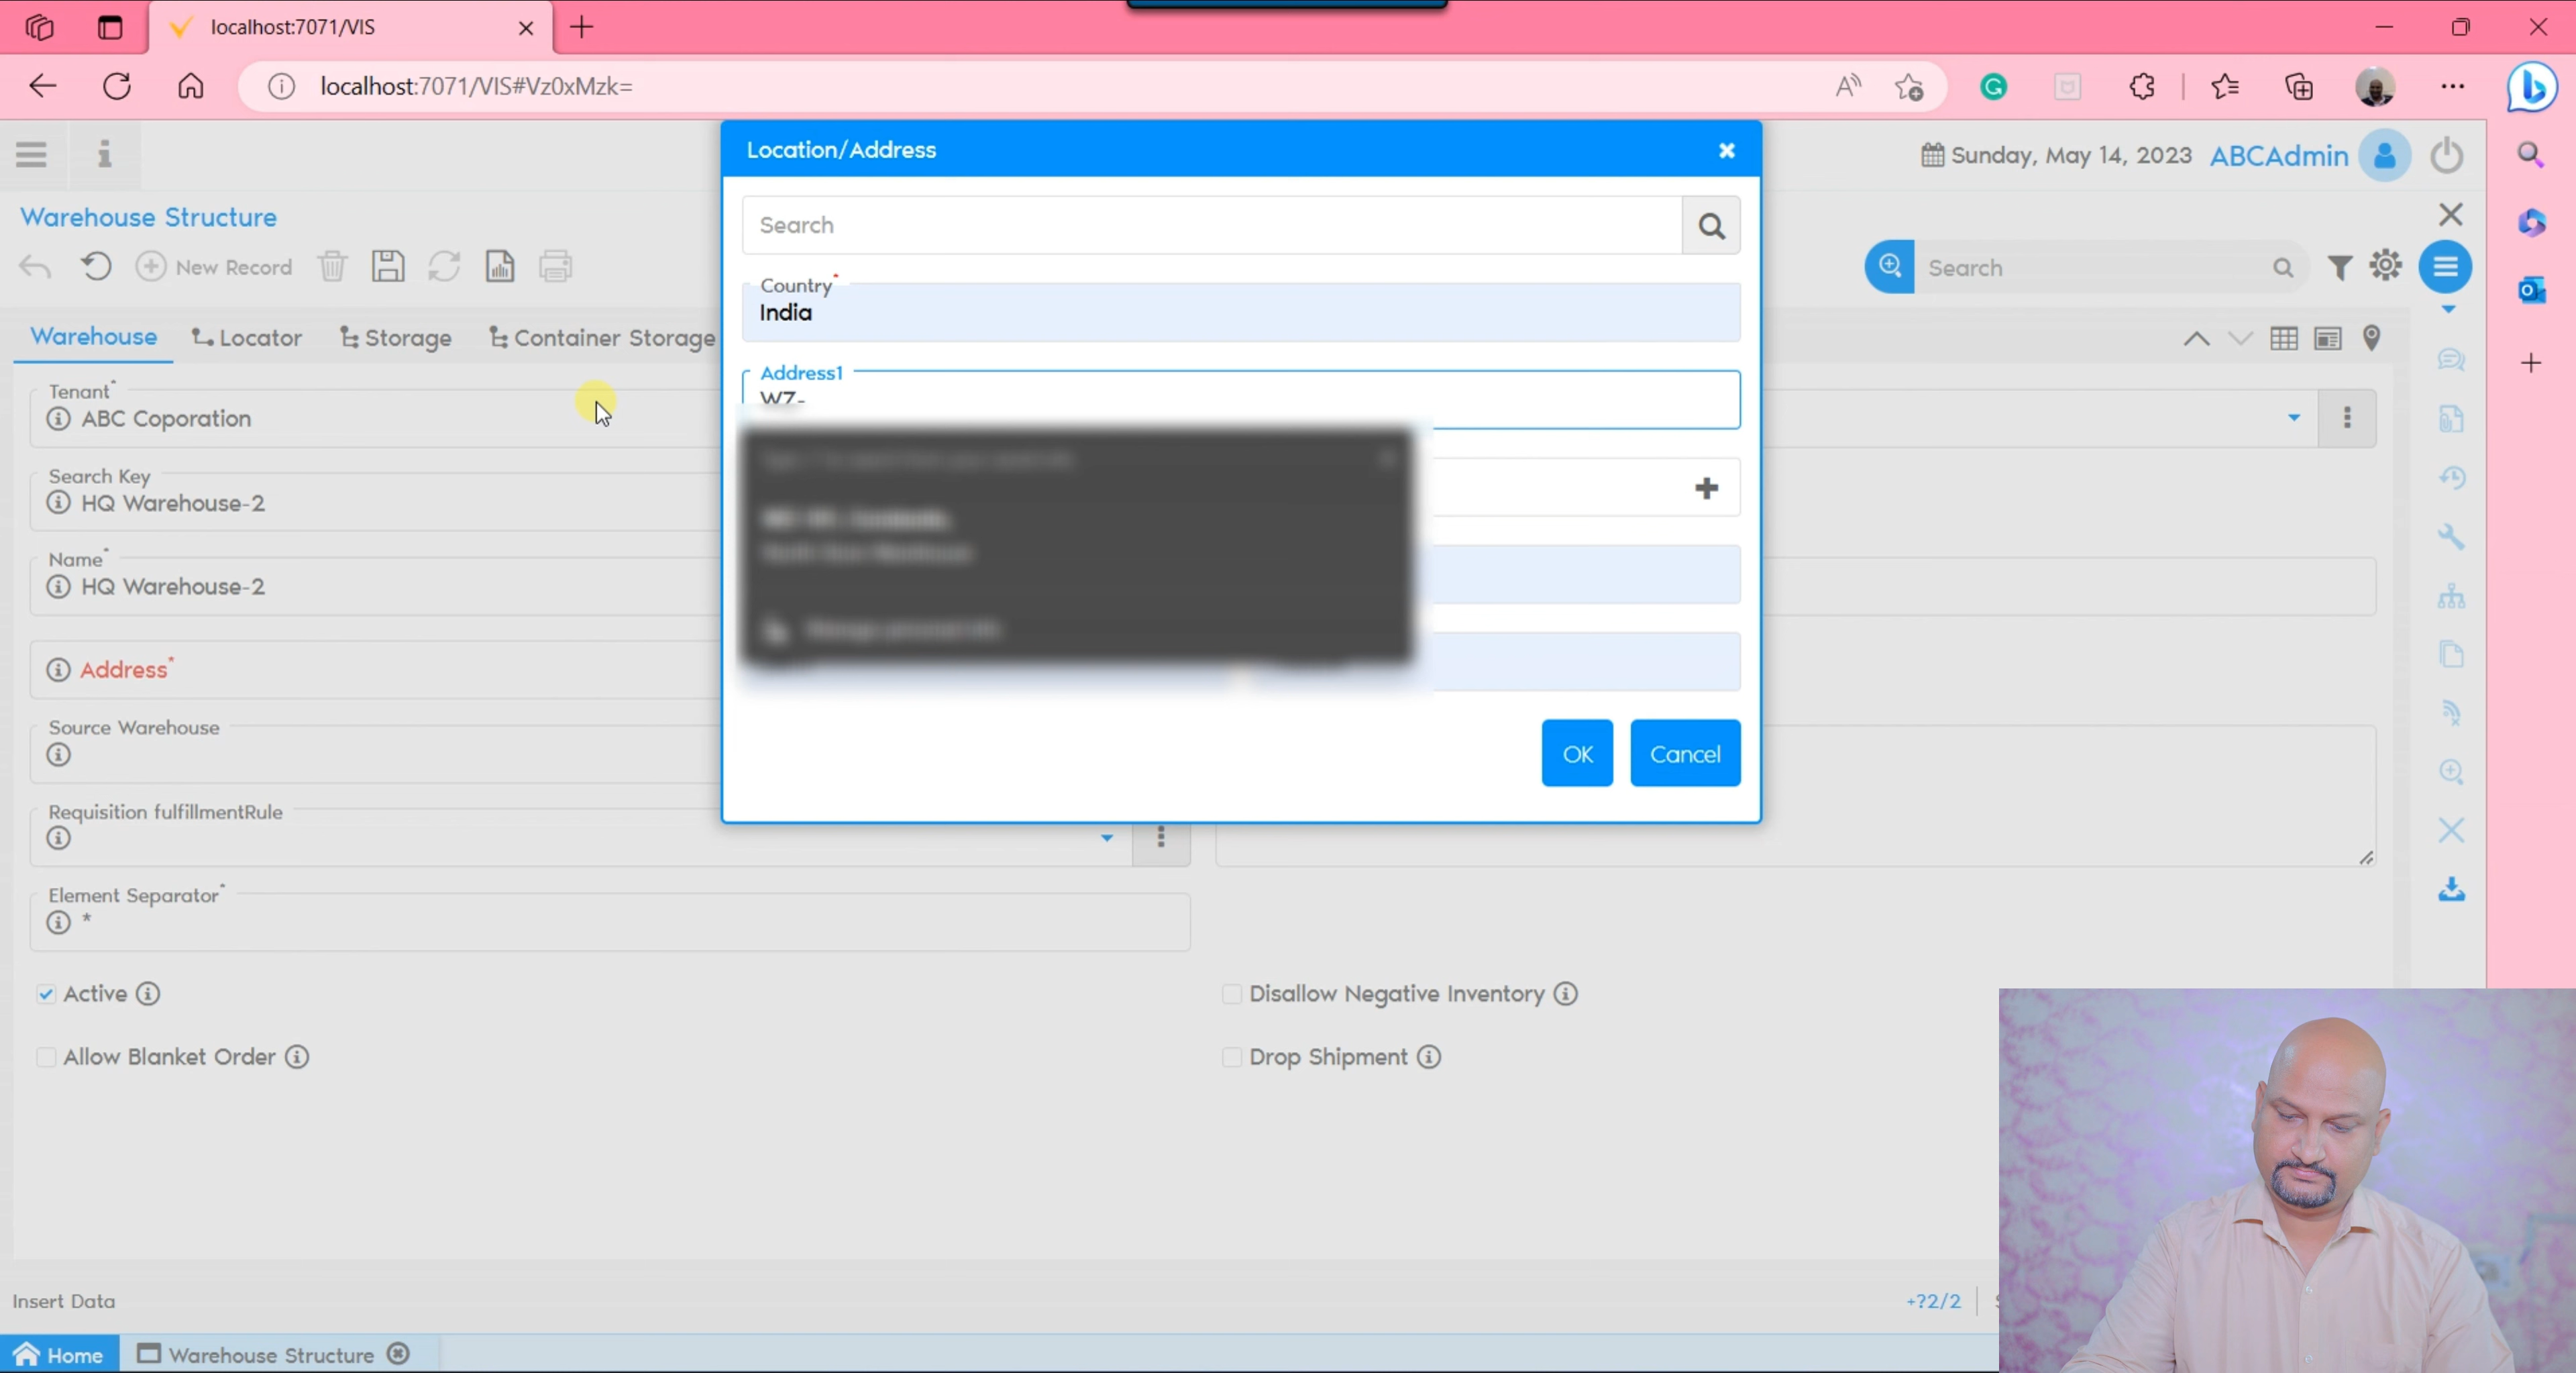 localhost:7071/VIS
localhost:7071/VIS#Vz0xMzk=
Sunday, May 14, 2023 ABCAdmin
Location/Address
Search
Country*
India
Address1
WZ-
OK
Cancel
Warehouse Structure
New Record
Search
Warehouse
Locator
Storage
Container Storage
Tenant*
ABC Coporation
Search Key
HQ Warehouse-2
Name*
HQ Warehouse-2
Address*
Source Warehouse
Requisition fulfillmentRule
Element Separator*
*
Active
Disallow Negative Inventory
Allow Blanket Order
Drop Shipment
Insert Data
+?2/2
Home
Warehouse Structure